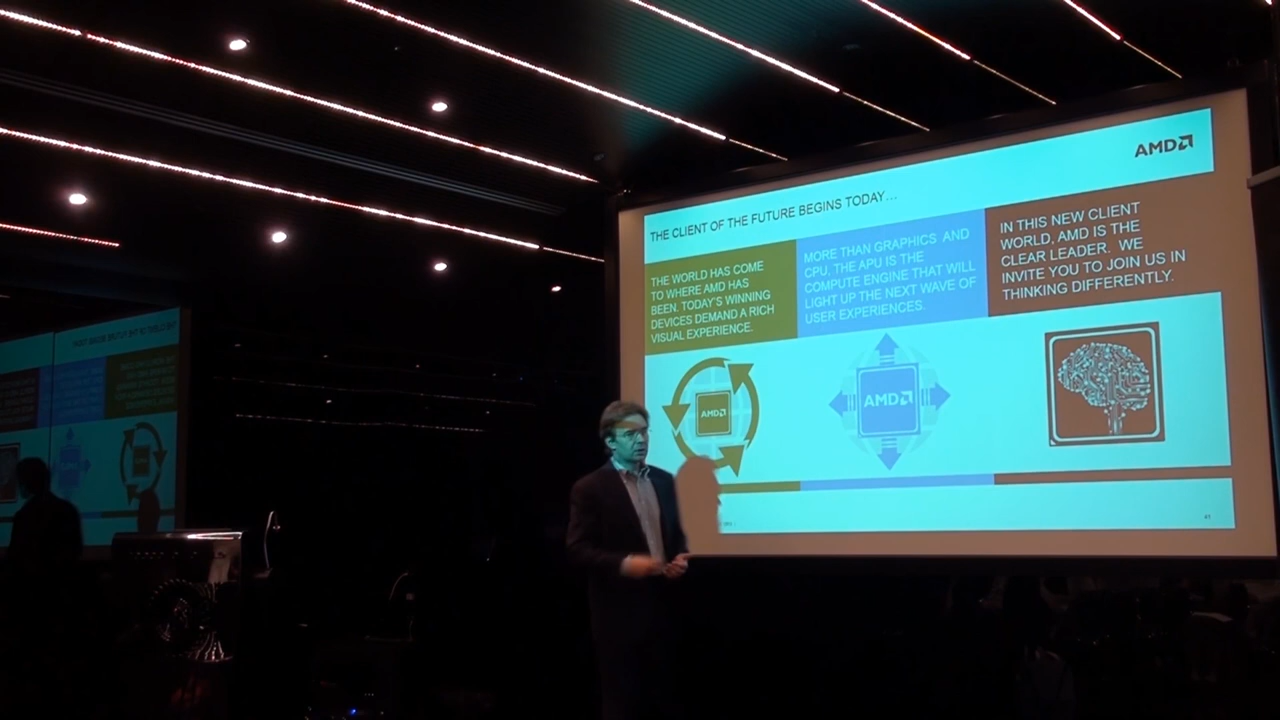 AMD
THE CLIENT OF THE FUTURE BEGINS TODAY…
THE WORLD HAS COME
TO WHERE AMD HAS
BEEN. TODAY'S WINNING
DEVICES DEMAND A RICH
VISUAL EXPERIENCE.
MORE THAN GRAPHICS AND
CPU, THE APU IS THE
COMPUTE ENGINE THAT WILL
LIGHT UP THE NEXT WAVE OF
USER EXPERIENCES.
IN THIS NEW CLIENT
WORLD, AMD IS THE
CLEAR LEADER. WE
INVITE YOU TO JOIN US IN
THINKING DIFFERENTLY.
AMD
AMD